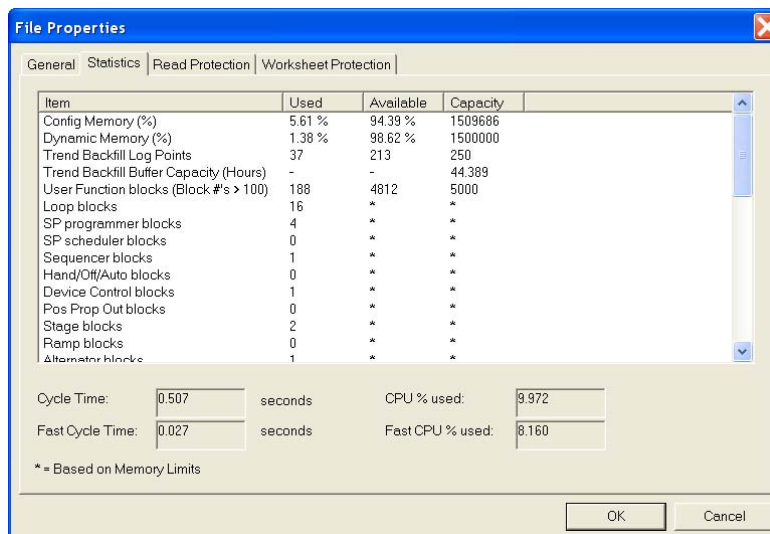 File Properties
General Statistics Read Protection Worksheet Protection
Item Used Available Capacity
Config Memory (%) 5.61 % 94.39 % 1509686
Dynamic Memory (%) 1.38 % 98.62 % 1500000
Trend Backfill Log Points 37 213 250
Trend Backfill Buffer Capacity (Hours) - - 44.389
User Function blocks (Block #'s > 100) 188 4812 5000
Loop blocks 16 * *
SP programmer blocks 4 * *
SP scheduler blocks 0 * *
Sequencer blocks 1 * *
Hand/Off/Auto blocks 0 * *
Device Control blocks 1 * *
Pos Prop Out blocks 0 * *
Stage blocks 2 * *
Ramp blocks 0 * *
Alternator blocks 1 * *
Cycle Time: 0.507 seconds CPU % used: 9.972
Fast Cycle Time: 0.027 seconds Fast CPU % used: 8.160
* = Based on Memory Limits
OK Cancel